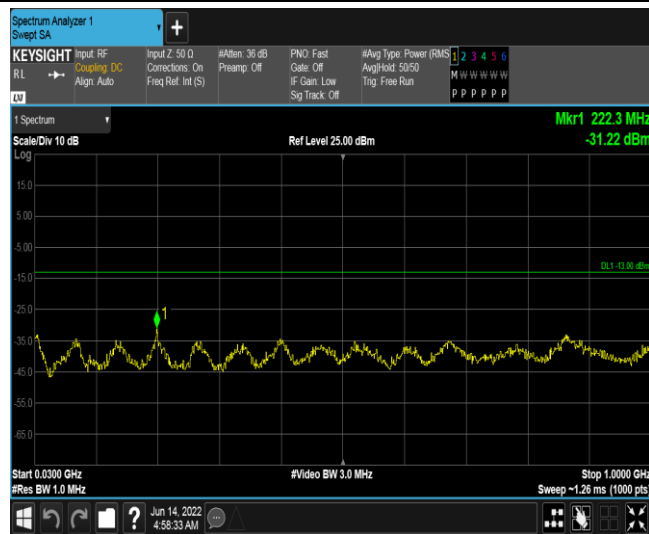 Spectrum Analyzer 1
Swept SA
+
KEYSIGHT
RL
Input: RF
Coupling: DC
Align: Auto
Input Z: 50 Ω
Corrections: On
Freq Ref: Int (S)
#Atten: 36 dB
Preamp: Off
PNO: Fast
Gate: Off
IF Gain: Low
Sig Track: Off
#Avg Type: Power (RMS
Avg|Hold: 50/50
Trig: Free Run
1 2 3 4 5 6
M W W W W W
P P P P P P
LXI
1 Spectrum
Scale/Div 10 dB
Ref Level 25.00 dBm
Mkr1 222.3 MHz
-31.22 dBm
Log
15.0
5.00
-5.00
DL1 -13.00 dBm
-15.0
-25.0
1
-35.0
-45.0
-55.0
-65.0
Start 0.0300 GHz
#Video BW 3.0 MHz
Stop 1.0000 GHz
#Res BW 1.0 MHz
Sweep ~1.26 ms (1000 pts)
?
Jun 14, 2022
4:58:33 AM